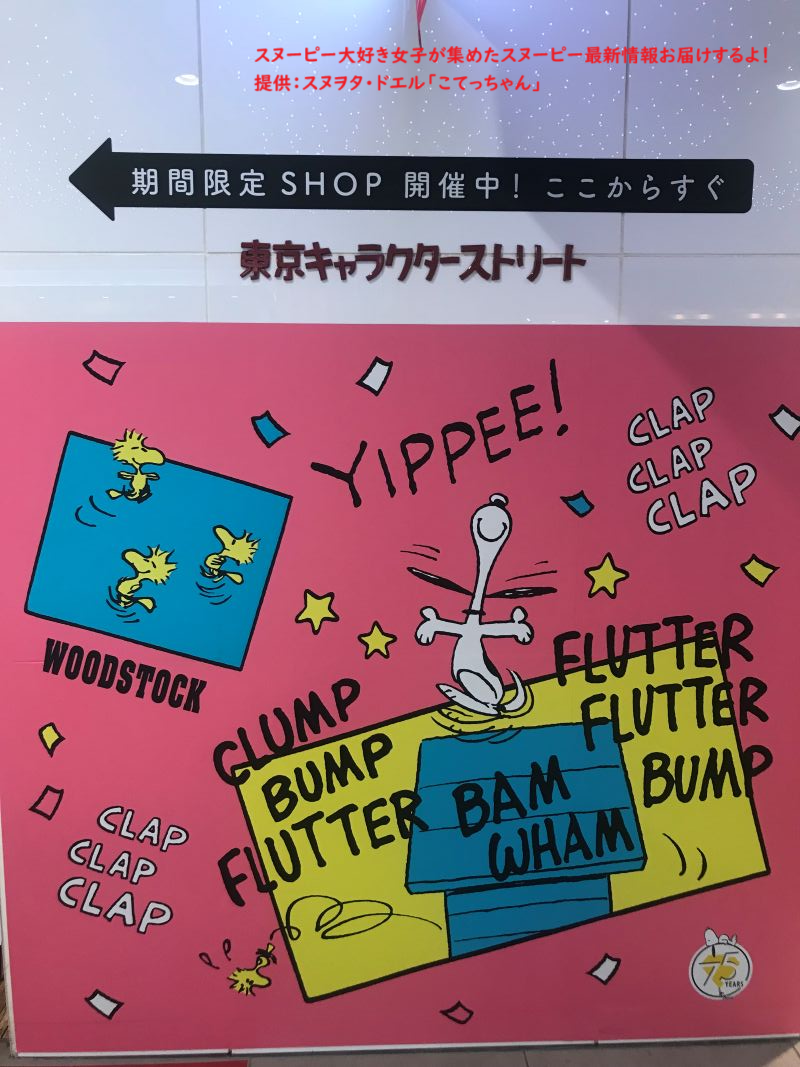 スヌーピー大好き女子が集めたスヌーピー最新情報お届けするよ!
提供:スヌヲタ・ドエル「こてっちゃん」
期間限定 SHOP 開催中! ここからすぐ
東京キャラクターストリート
YIPPEE!
CLAP
CLAP
CLAP
WOODSTOCK
FLUTTER
FLUTTER
BUMP
CLUMP
BUMP
FLUTTER
BAM
WHAM
CLAP
CLAP
CLAP
75
YEARS